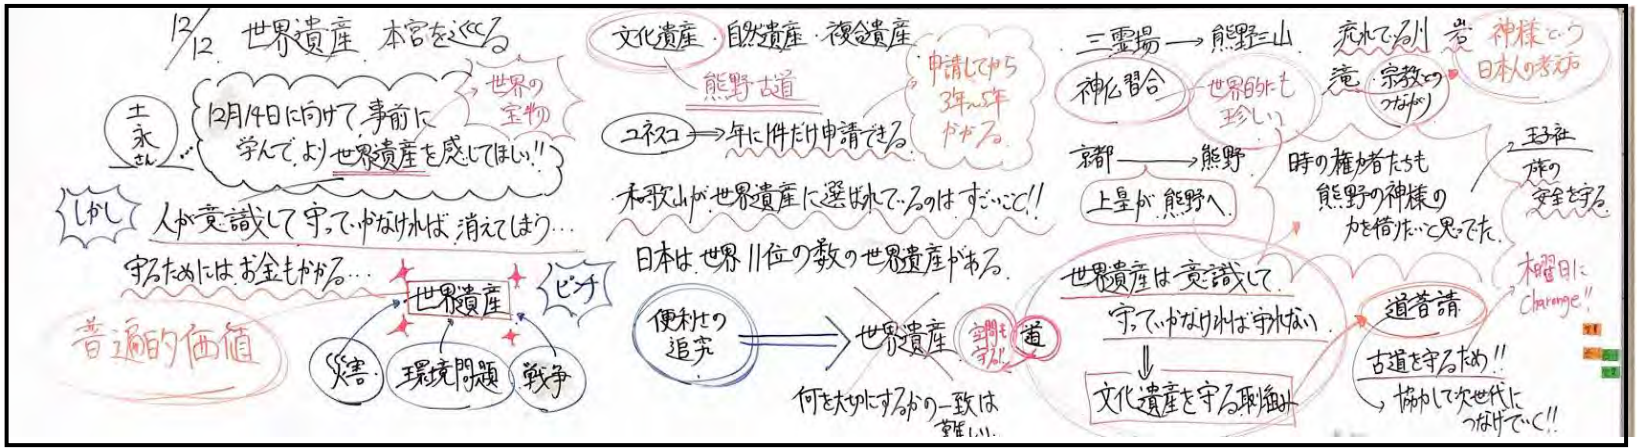 12/12 世界遺産 本宮を巡る
土永さん
12月14日に向けて事前に
学んで、より世界遺産を感じてほしい!!
世界の
宝物
しかし
人が意識して守っていかなければ消えてしまう…
守るためにはお金もかかる…
世界遺産
ピンチ
普遍的価値
災害
環境問題
戦争
文化遺産・自然遺産・複合遺産
熊野古道
申請してから
3年~5年
かかる
ユネスコ→年に1件だけ申請できる。
和歌山が世界遺産に選ばれているのはすごいこと!!
日本は世界11位の数の世界遺産がある。
便利さの
追究
世界遺産
空間も
守る!!
道
何を大切にするかの一致は
難しい。
三霊場→熊野三山
流れている川 岩
滝
宗教との
つながり
神様という
日本人の考え方
神仏習合
世界的にも
珍しい
京都→熊野
上皇が熊野へ
時の権力者たちも
熊野の神様の
力を借りたいと思ってた。
王子社
旅の
安全を守る
世界遺産は意識して
守っていかなければ守れない
文化遺産を守る取組み
道普請
木曜日に
charenge!!
古道を守るため!!
協力して次世代に
つなげていく!!